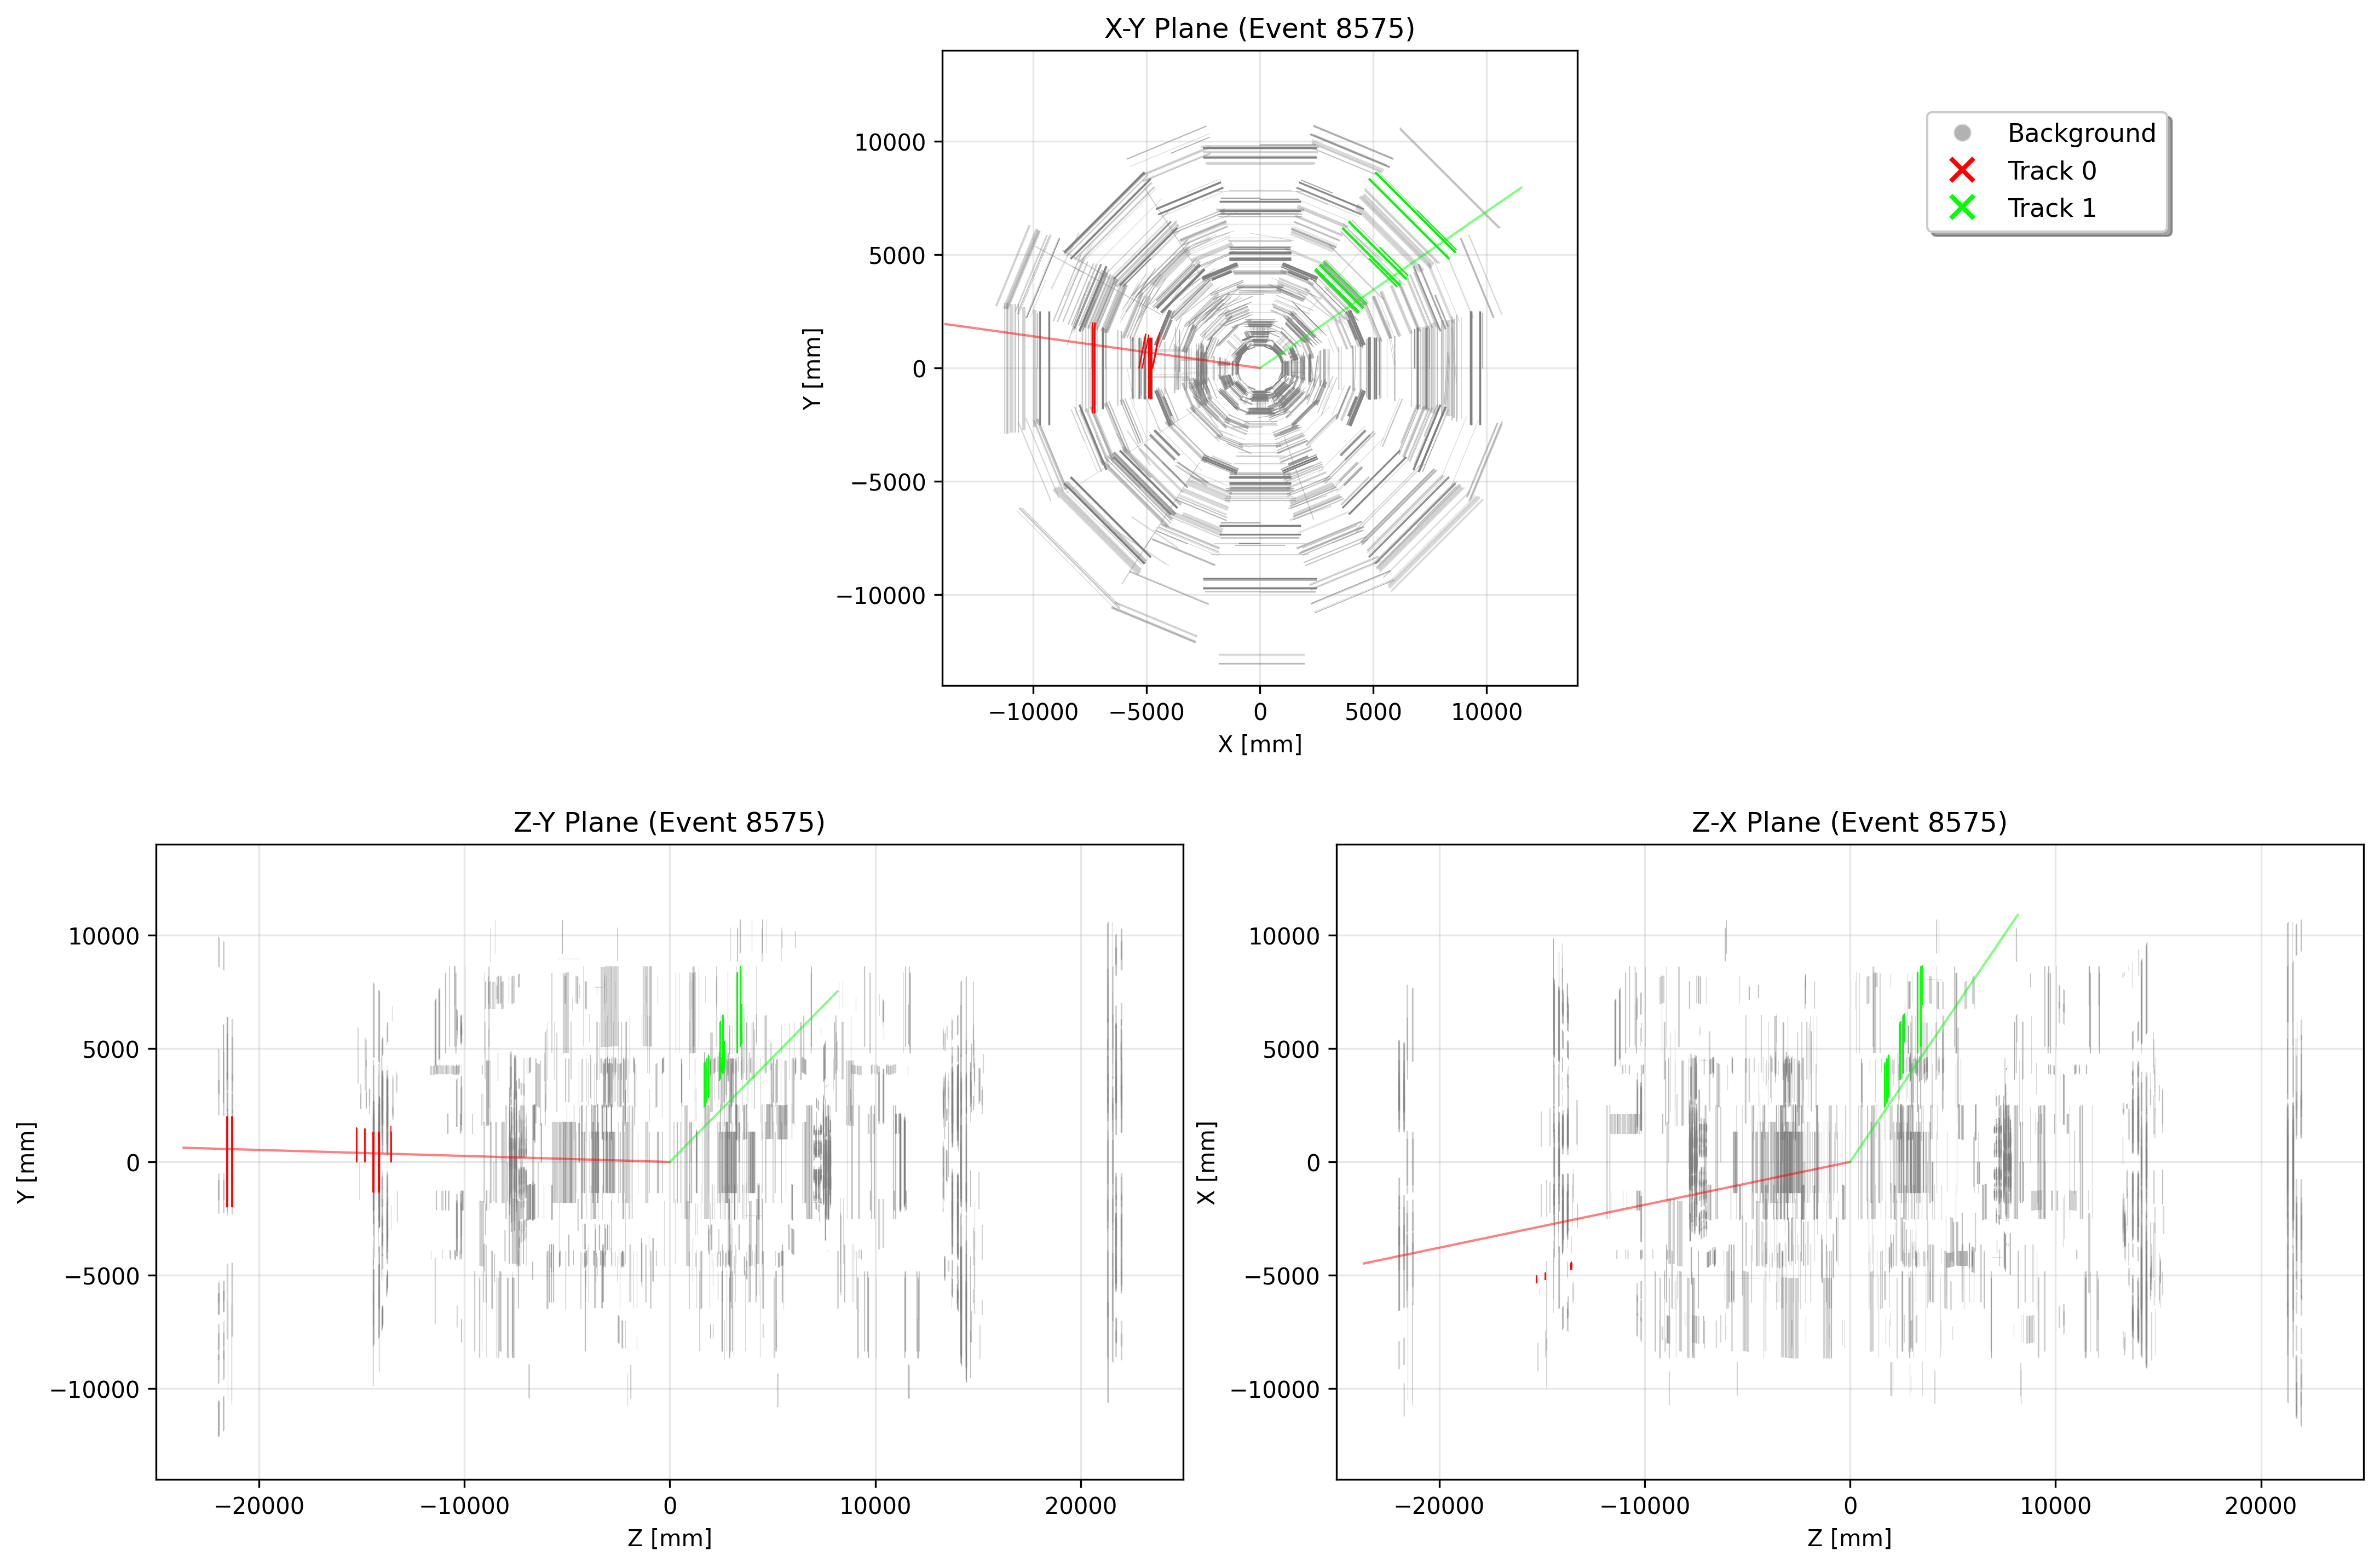 X-Y Plane (Event 8575)
10000
5000
0
−5000
−10000
Y [mm]
−10000 −5000 0 5000 10000
X [mm]
Background
Track 0
Track 1
Z-Y Plane (Event 8575)
10000
5000
0
−5000
−10000
Y [mm]
−20000 −10000 0 10000 20000
Z [mm]
Z-X Plane (Event 8575)
10000
5000
0
−5000
−10000
X [mm]
−20000 −10000 0 10000 20000
Z [mm]